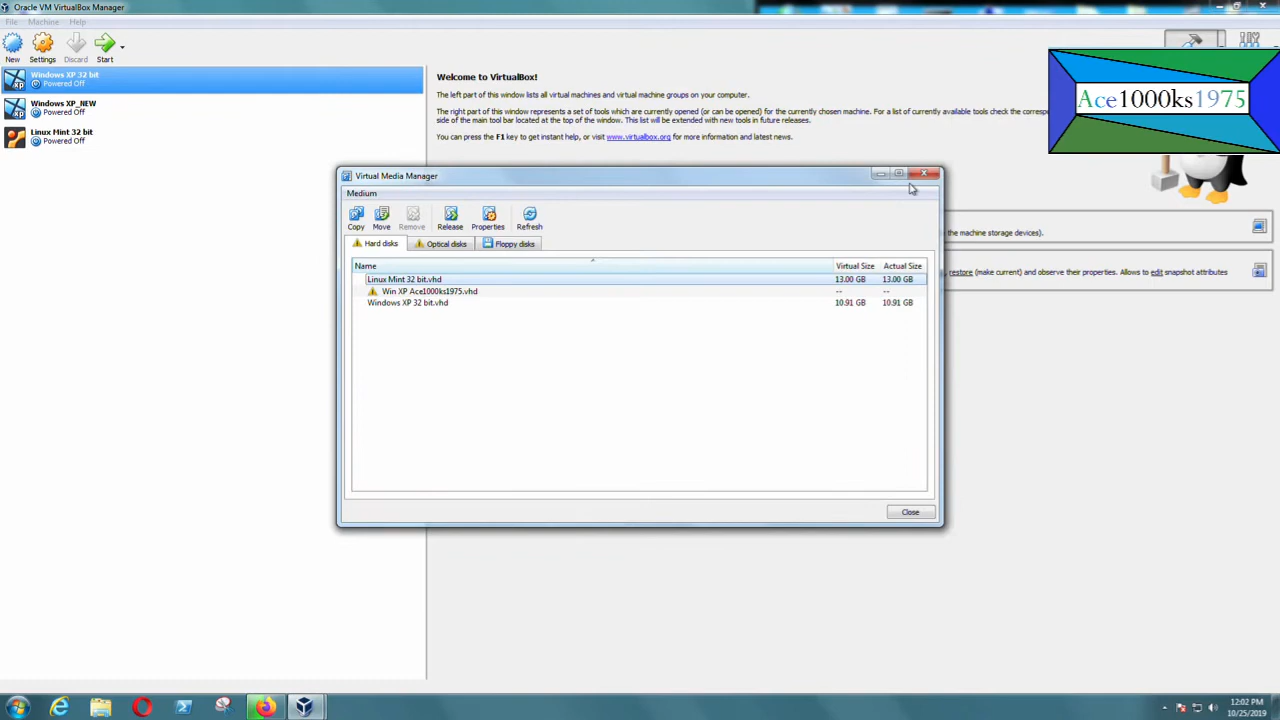 Oracle VM VirtualBox Manager
File Machine Help
New Settings Discard Start
Windows XP 32 bit
Powered Off
Windows XP_NEW
Powered Off
Linux Mint 32 bit
Powered Off
Welcome to VirtualBox!
The left part of this window lists all virtual machines and virtual machine groups on your computer.
The right part of this window represents a set of tools which are currently opened (or can be opened) for the currently chosen machine. For a list of currently available tools check the corresp
side of the main tool bar located at the top of the window. This list will be extended with new tools in future releases.
You can press the F1 key to get instant help, or visit www.virtualbox.org for more information and latest news.
Ace1000ks1975
the machine storage devices).
restore (make current) and observe their properties. Allows to edit snapshot attributes
Virtual Media Manager
Medium
Copy Move Remove Release Properties Refresh
Hard disks Optical disks Floppy disks
Name Virtual Size Actual Size
Linux Mint 32 bit.vhd 13.00 GB 13.00 GB
Win XP Ace1000ks1975.vhd -- --
Windows XP 32 bit.vhd 10.91 GB 10.91 GB
Close
12:02 PM
10/25/2019